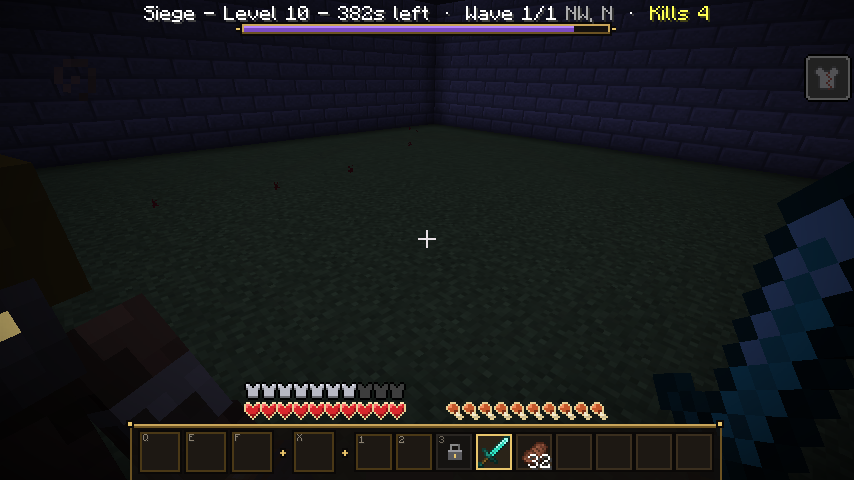 Siege – Level 10 – 382s left · Wave 1/1 NW, N · Kills 4
Q E F X 1 2 3
32